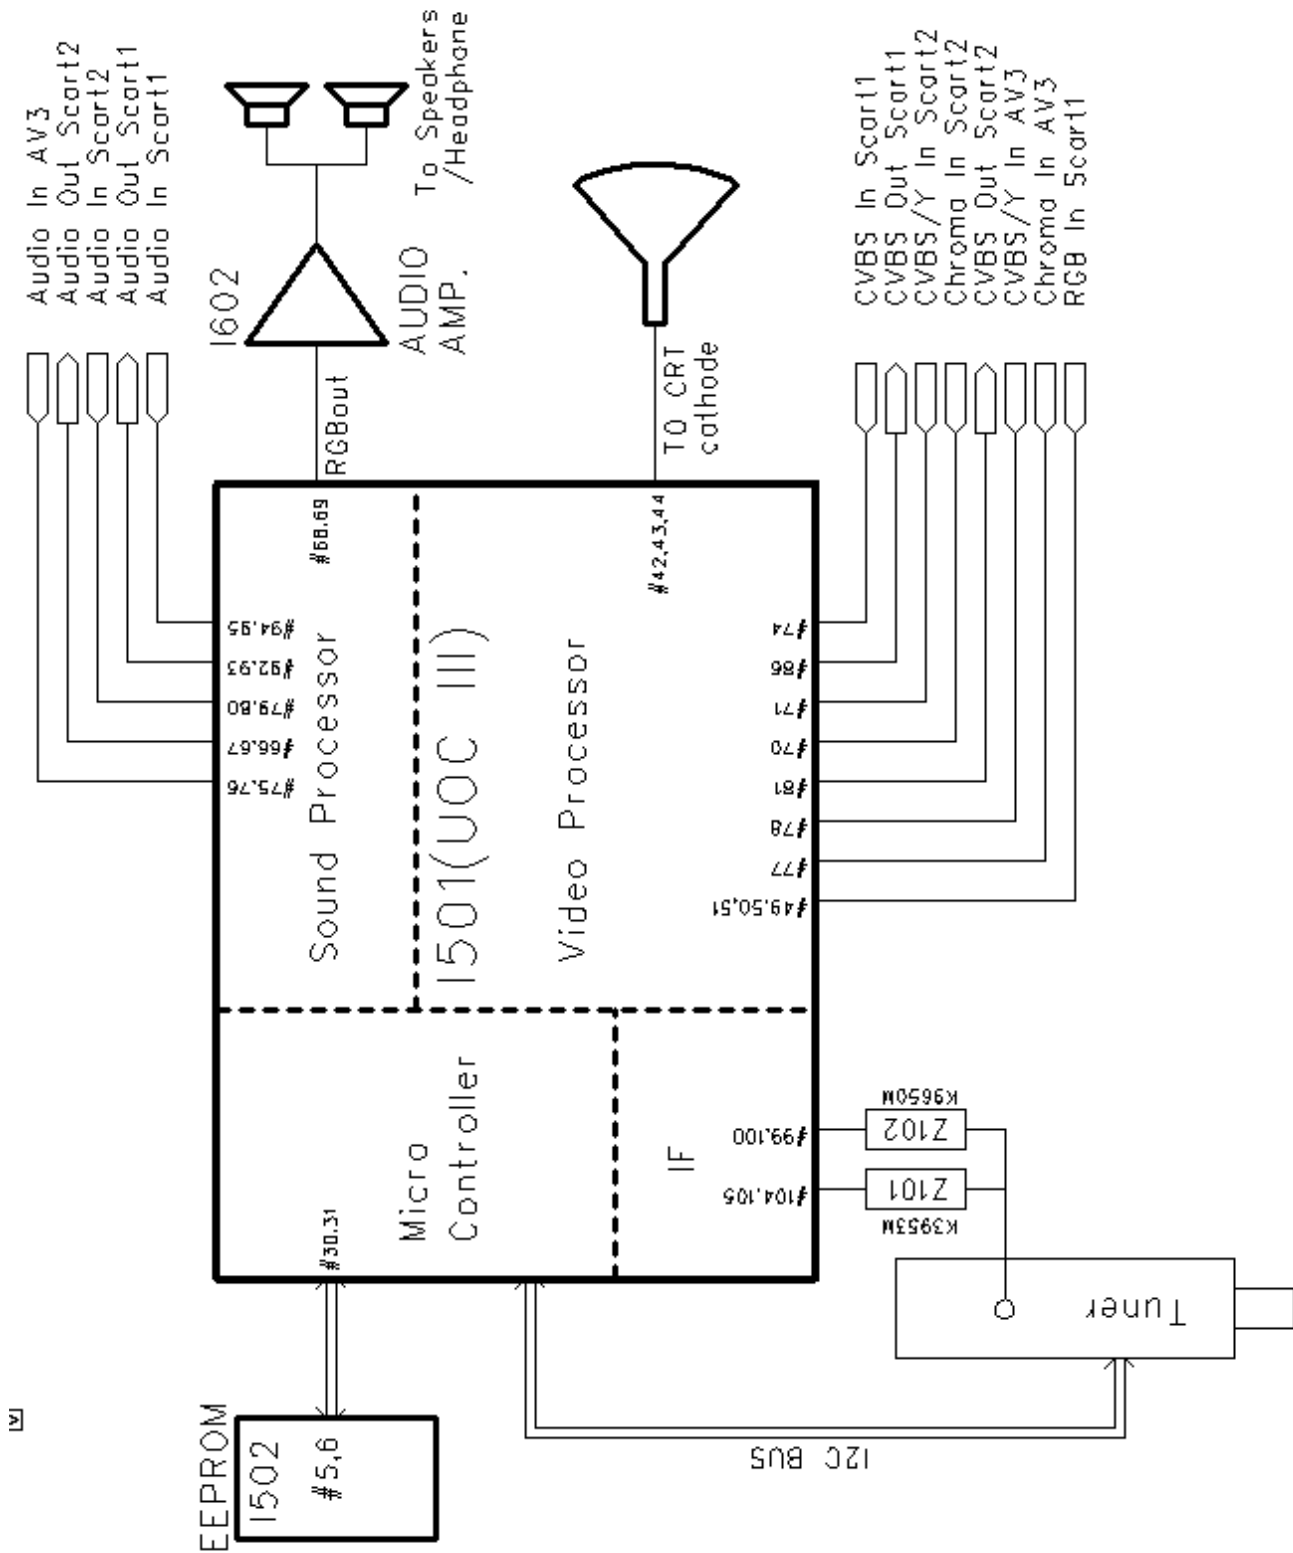 Audio In AV3
Audio Out Scart2
Audio In Scart2
Audio Out Scart1
Audio In Scart1
To Speakers
/Headphone
I602
AUDIO
AMP.
RGBout
TO CRT
cathode
CVBS In Scart1
CVBS Out Scart1
CVBS/Y In Scart2
Chroma In Scart2
CVBS Out Scart2
CVBS/Y In AV3
Chroma In AV3
RGB In Scart1
#68.69
#42,43,44
#94.95
#92.93
#79.80
#66.67
#75.76
Sound Processor
I501(UOC III)
Video Processor
#74
#86
#71
#70
#81
#78
#77
#49.50,51
Micro
Controller
IF
#30.31
#99.100
#104.105
Z102
K9650M
Z101
K3953M
Tuner
I2C BUS
EEPROM
I502
#5,6
V